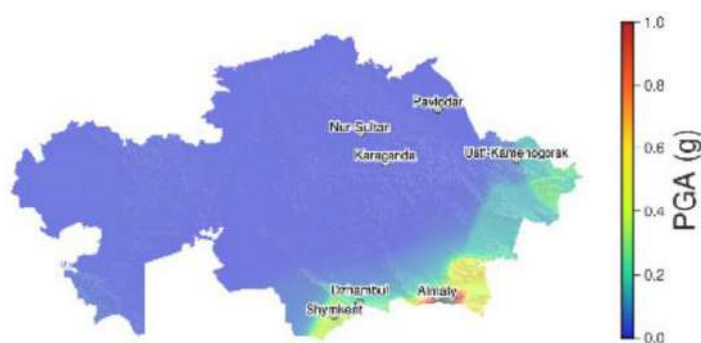 Pavlodar
Nur-Sultan
Karaganda
Ust'-Kamenogorsk
Dzhambul
Almaty
Shymkent
1.0
0.8
0.6
0.4
0.2
0.0
PGA (g)